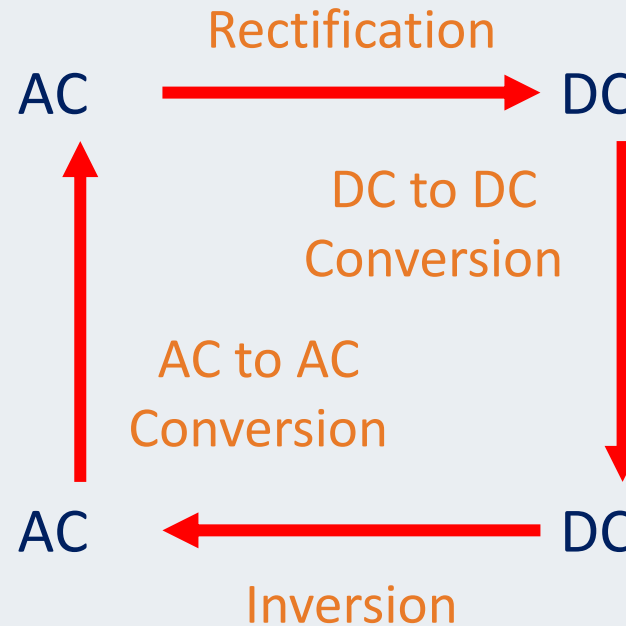 Rectification
AC
DC
DC to DC
Conversion
AC to AC
Conversion
AC
DC
Inversion